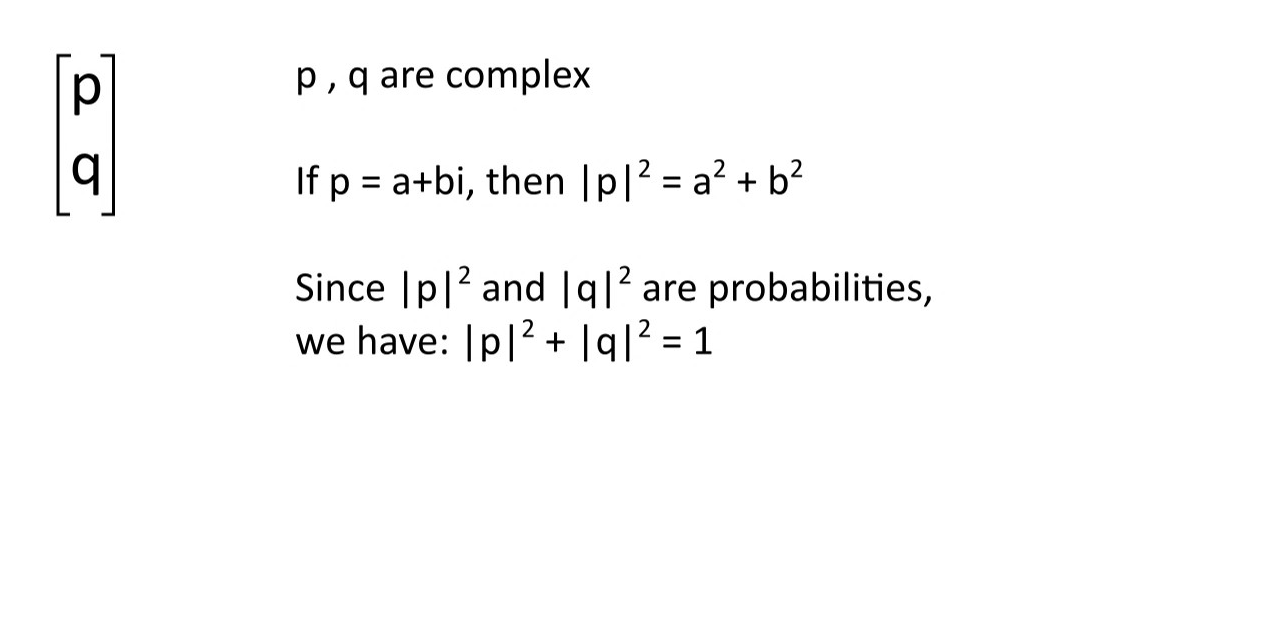 p
q
p , q are complex
If p = a+bi, then |p|² = a² + b²
Since |p|² and |q|² are probabilities,
we have: |p|² + |q|² = 1